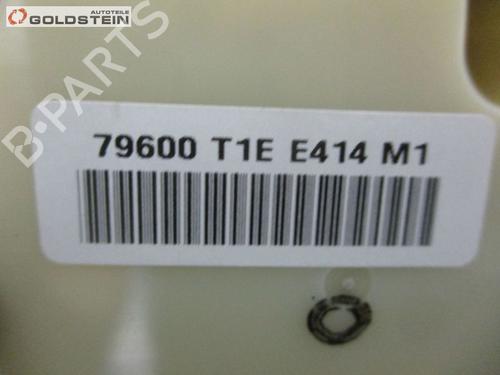 AUTOTEILE
GOLDSTEIN
B-PARTS
79600 T1E E414 M1